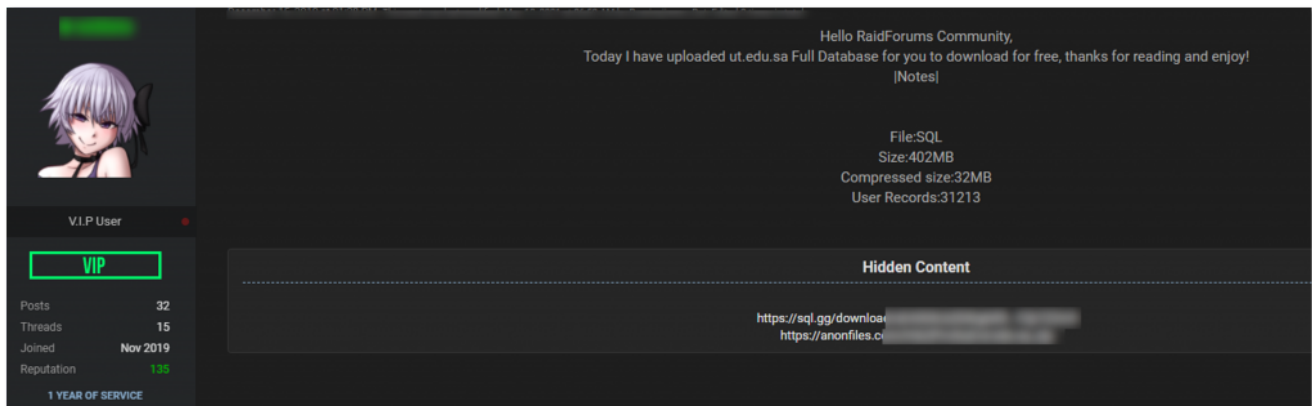 Hello RaidForums Community,
Today I have uploaded ut.edu.sa Full Database for you to download for free, thanks for reading and enjoy!
|Notes|
File:SQL
Size:402MB
Compressed size:32MB
User Records:31213
V.I.P User
VIP
Posts 32
Threads 15
Joined Nov 2019
Reputation 135
1 YEAR OF SERVICE
Hidden Content
https://sql.gg/downloa
https://anonfiles.c